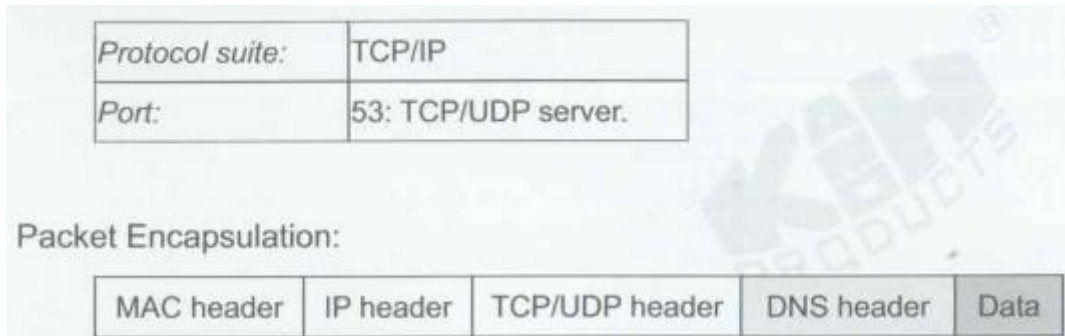 Protocol suite: TCP/IP
Port: 53: TCP/UDP server.
Packet Encapsulation:
MAC header IP header TCP/UDP header DNS header Data
K&H
PRODUCTS
®